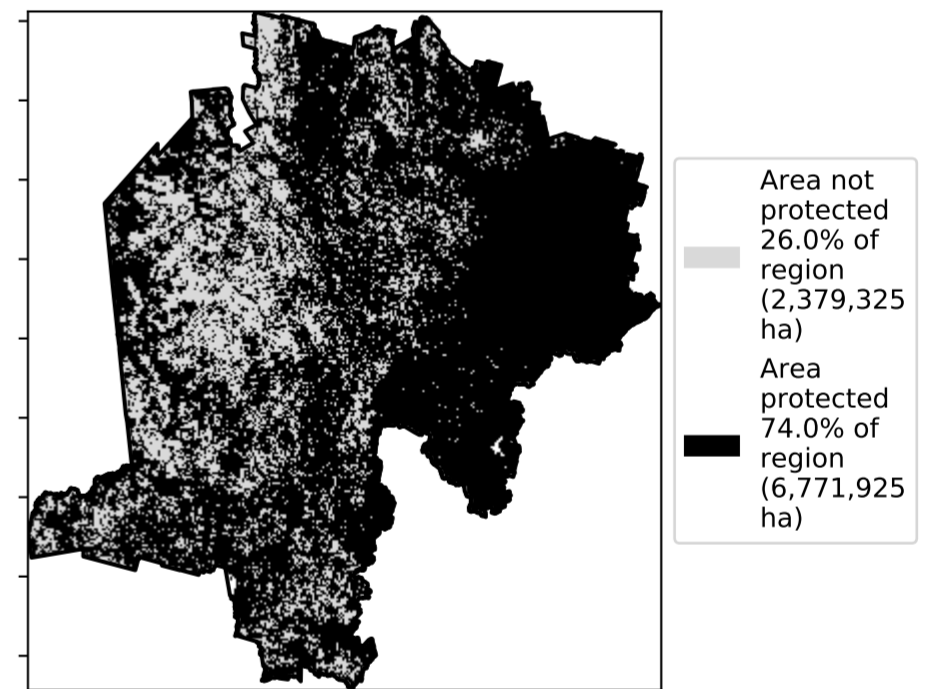 Area not
protected
26.0% of
region
(2,379,325
ha)
Area
protected
74.0% of
region
(6,771,925
ha)